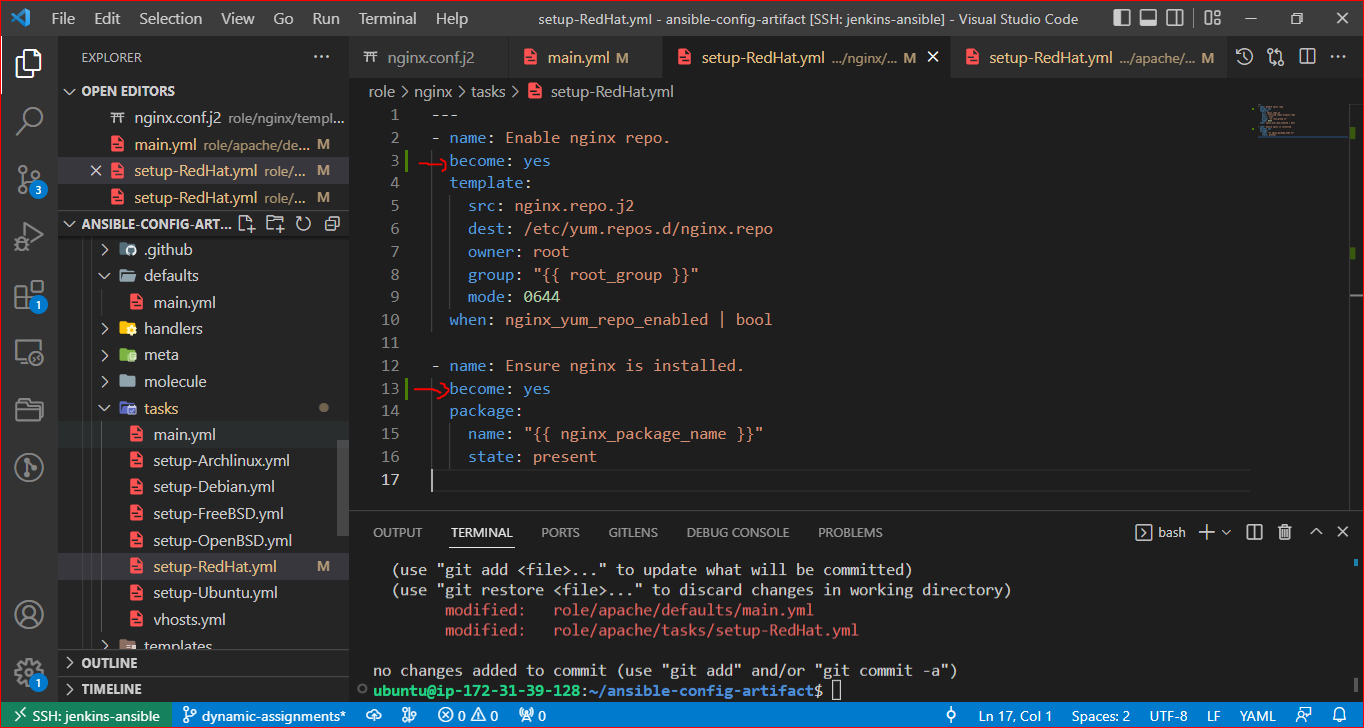 File Edit Selection View Go Run Terminal Help setup-RedHat.yml - ansible-config-artifact [SSH: jenkins-ansible] - Visual Studio Code
EXPLORER
OPEN EDITORS
nginx.conf.j2 role/nginx/templ...
main.yml role/apache/de... M
setup-RedHat.yml role/... M
setup-RedHat.yml role/... M
ANSIBLE-CONFIG-ART...
.github
defaults
main.yml
handlers
meta
molecule
tasks
main.yml
setup-Archlinux.yml
setup-Debian.yml
setup-FreeBSD.yml
setup-OpenBSD.yml
setup-RedHat.yml M
setup-Ubuntu.yml
vhosts.yml
templates
OUTLINE
TIMELINE
3
1
1
nginx.conf.j2 main.yml M setup-RedHat.yml .../nginx/... M setup-RedHat.yml .../apache/... M
role > nginx > tasks > setup-RedHat.yml
1 ---
2 - name: Enable nginx repo.
3 become: yes
4 template:
5 src: nginx.repo.j2
6 dest: /etc/yum.repos.d/nginx.repo
7 owner: root
8 group: "{{ root_group }}"
9 mode: 0644
10 when: nginx_yum_repo_enabled | bool
11
12 - name: Ensure nginx is installed.
13 become: yes
14 package:
15 name: "{{ nginx_package_name }}"
16 state: present
17
OUTPUT TERMINAL PORTS GITLENS DEBUG CONSOLE PROBLEMS bash
(use "git add <file>..." to update what will be committed)
(use "git restore <file>..." to discard changes in working directory)
modified: role/apache/defaults/main.yml
modified: role/apache/tasks/setup-RedHat.yml
no changes added to commit (use "git add" and/or "git commit -a")
ubuntu@ip-172-31-39-128:~/ansible-config-artifact$
SSH: jenkins-ansible dynamic-assignments* 0 0 0 Ln 17, Col 1 Spaces: 2 UTF-8 LF YAML